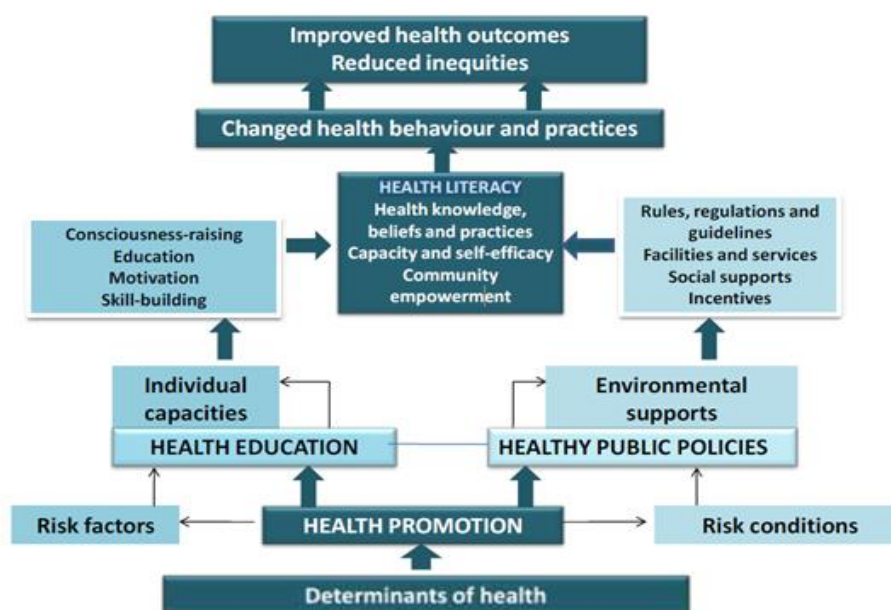 Improved health outcomes
Reduced inequities
Changed health behaviour and practices
HEALTH LITERACY
Health knowledge,
beliefs and practices
Capacity and self-efficacy
Community
empowerment
Consciousness-raising
Education
Motivation
Skill-building
Rules, regulations and
guidelines
Facilities and services
Social supports
Incentives
Individual
capacities
Environmental
supports
HEALTH EDUCATION
HEALTHY PUBLIC POLICIES
Risk factors
HEALTH PROMOTION
Risk conditions
Determinants of health